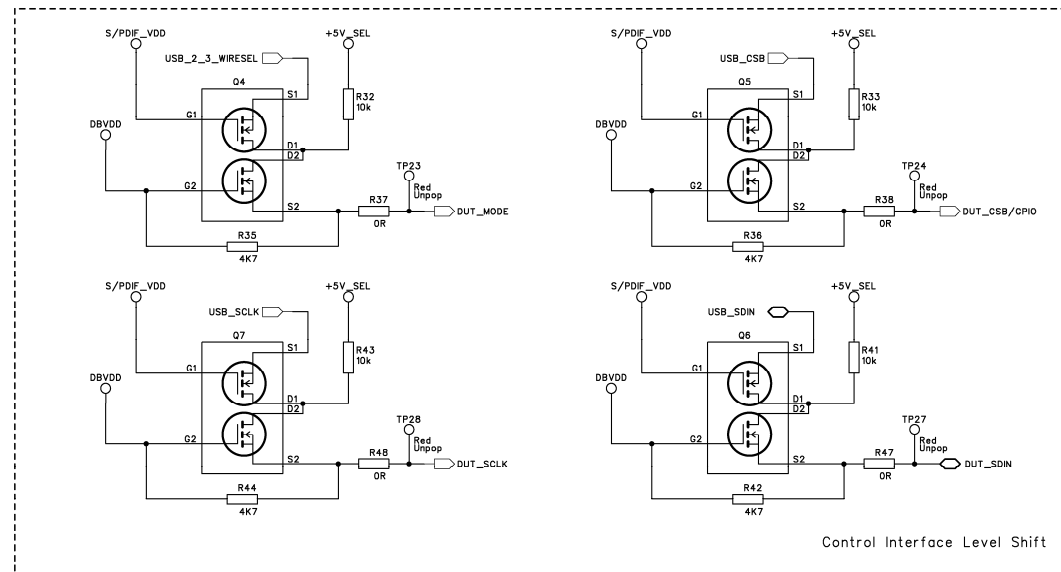 S/PDIF_VDD
+5V_SEL
USB_2_3_WIRESEL
Q4
S1
R32
10k
G1
DBVDD
D1
D2
TP23
G2
Red
Unpop
S2
R37
DUT_MODE
0R
R35
4K7
S/PDIF_VDD
+5V_SEL
USB_CSB
Q5
S1
R33
10k
G1
DBVDD
D1
D2
TP24
G2
Red
Unpop
S2
R38
DUT_CSB/CPIO
0R
R36
4K7
S/PDIF_VDD
+5V_SEL
USB_SCLK
Q7
S1
R43
10k
G1
DBVDD
D1
D2
TP28
G2
Red
Unpop
S2
R48
DUT_SCLK
0R
R44
4K7
S/PDIF_VDD
+5V_SEL
USB_SDIN
Q6
S1
R41
10k
G1
DBVDD
D1
D2
TP27
G2
Red
Unpop
S2
R47
DUT_SDIN
0R
R42
4K7
Control Interface Level Shift